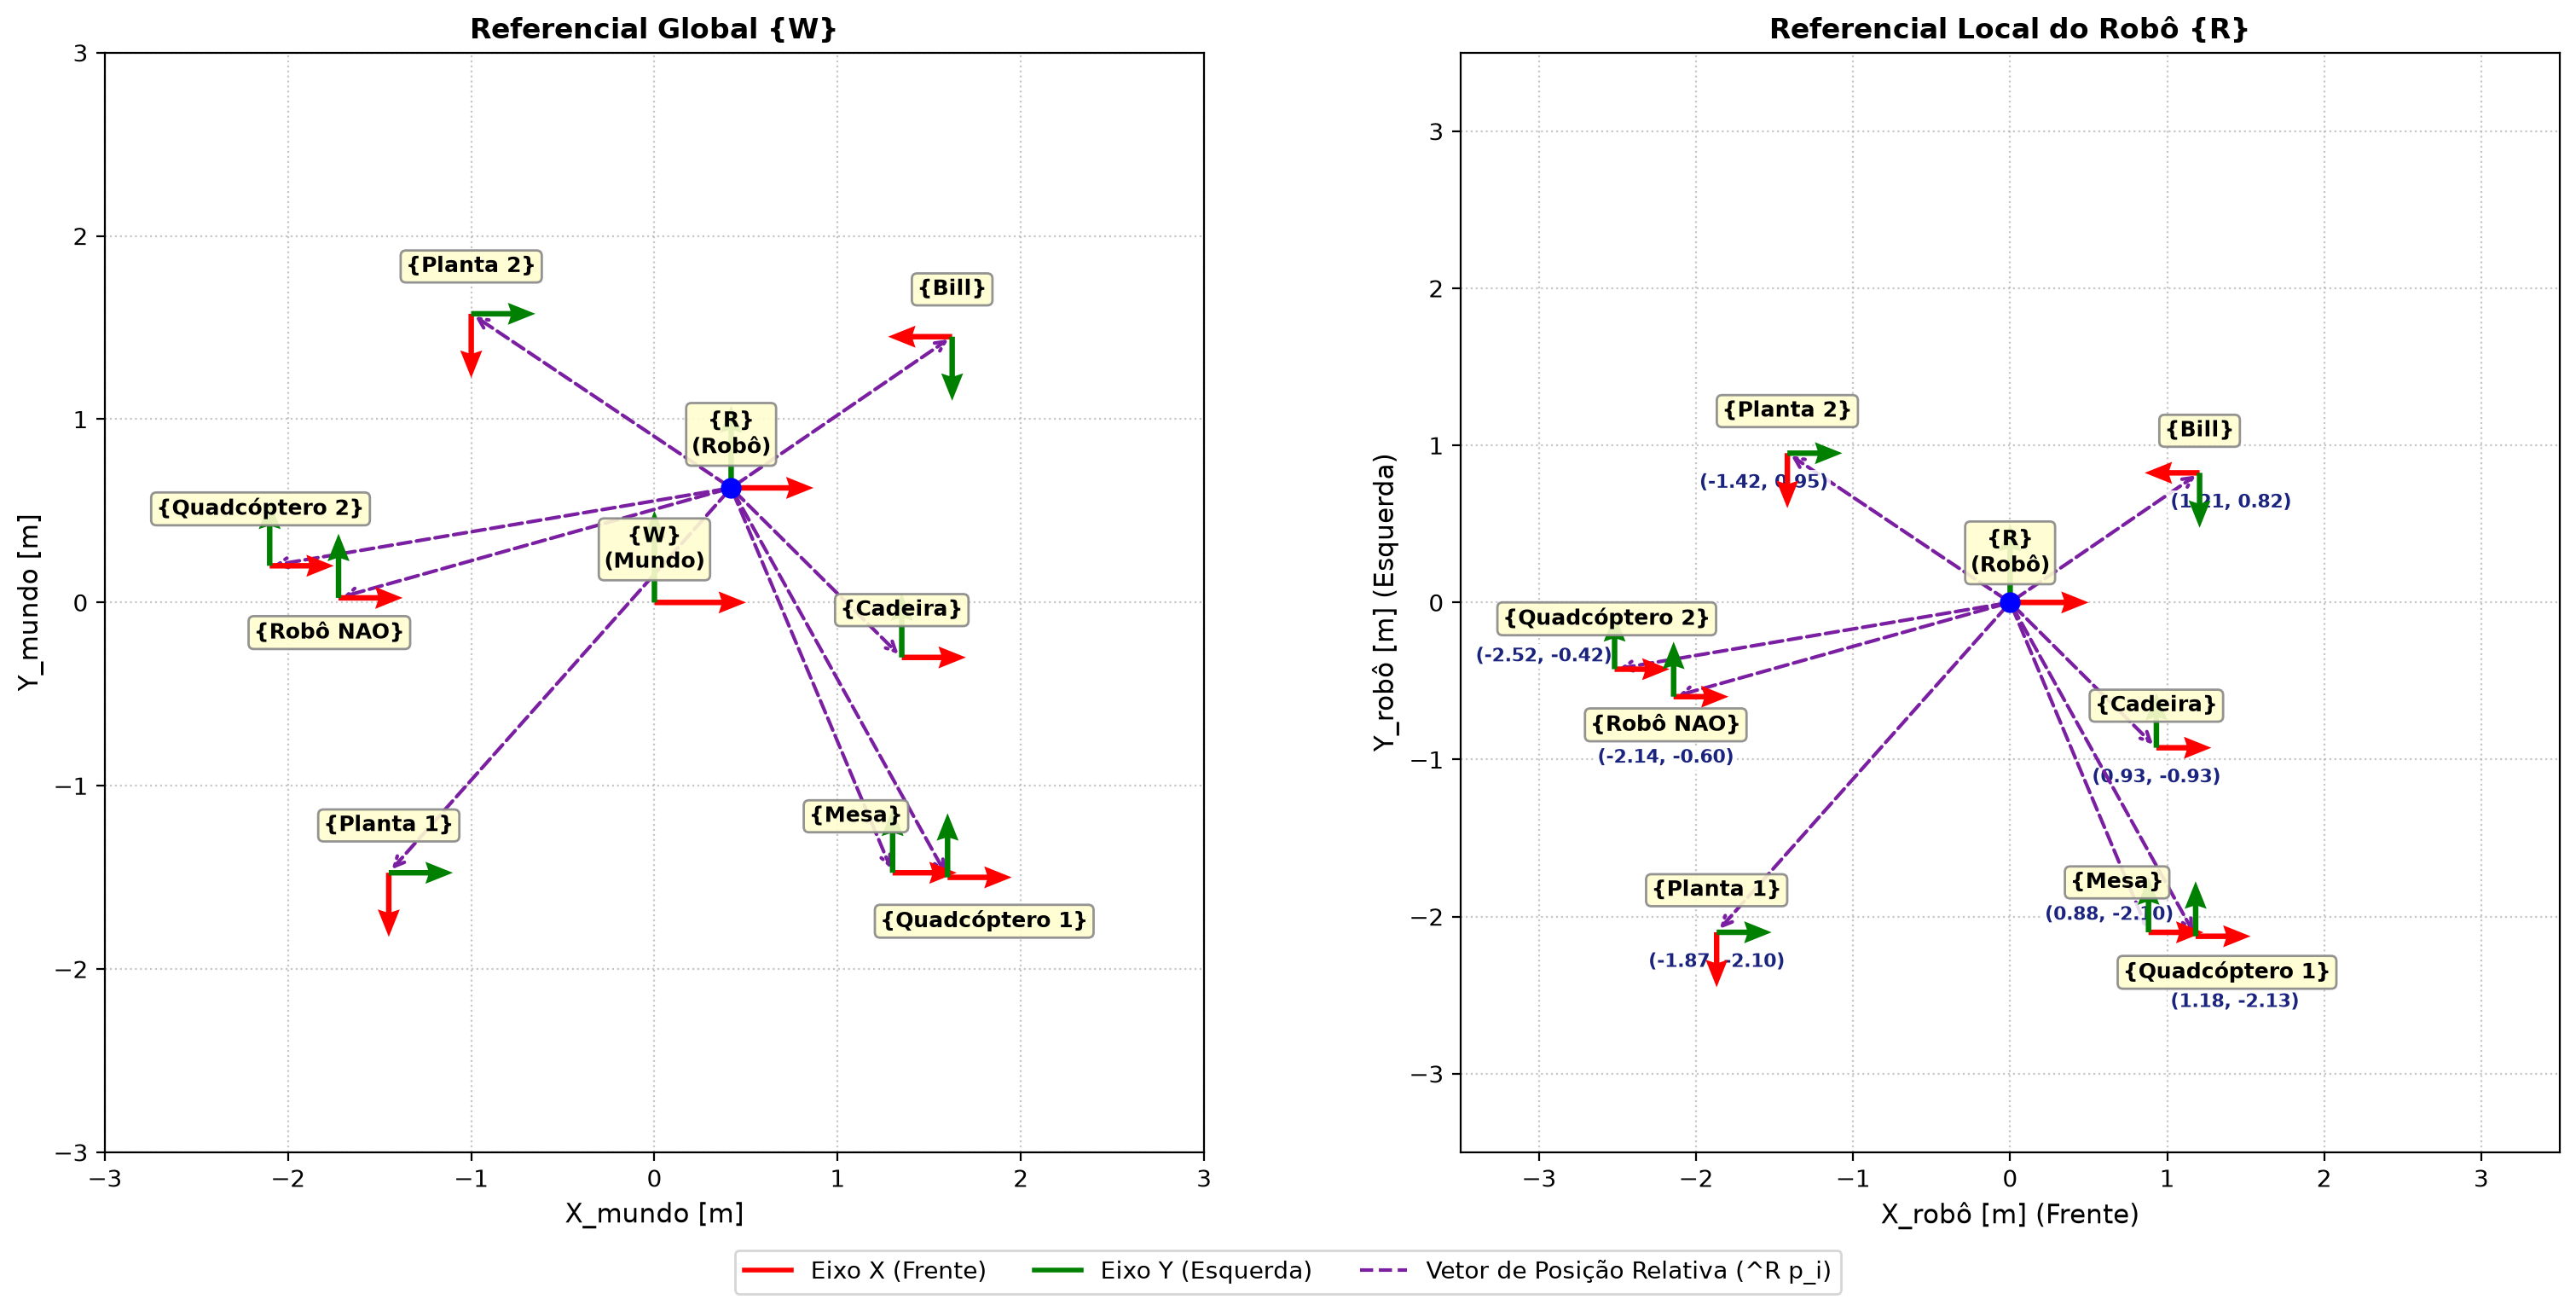 Referencial Global {W}
3
2
1
0
−1
−2
−3
−3
−2
−1
0
1
2
3
Y_mundo [m]
X_mundo [m]
{Planta 2}
{Bill}
{R}
(Robô)
{Quadcóptero 2}
{W}
(Mundo)
{Robô NAO}
{Cadeira}
{Planta 1}
{Mesa}
{Quadcóptero 1}
Referencial Local do Robô {R}
3
2
1
0
−1
−2
−3
−3
−2
−1
0
1
2
3
Y_robô [m] (Esquerda)
X_robô [m] (Frente)
{Planta 2}
(-1.42, 0.95)
{Bill}
(1.21, 0.82)
{R}
(Robô)
{Quadcóptero 2}
(-2.52, -0.42)
{Robô NAO}
(-2.14, -0.60)
{Cadeira}
(0.93, -0.93)
{Planta 1}
(-1.87, -2.10)
{Mesa}
(0.88, -2.10)
{Quadcóptero 1}
(1.18, -2.13)
Eixo X (Frente)
Eixo Y (Esquerda)
Vetor de Posição Relativa (^R p_i)